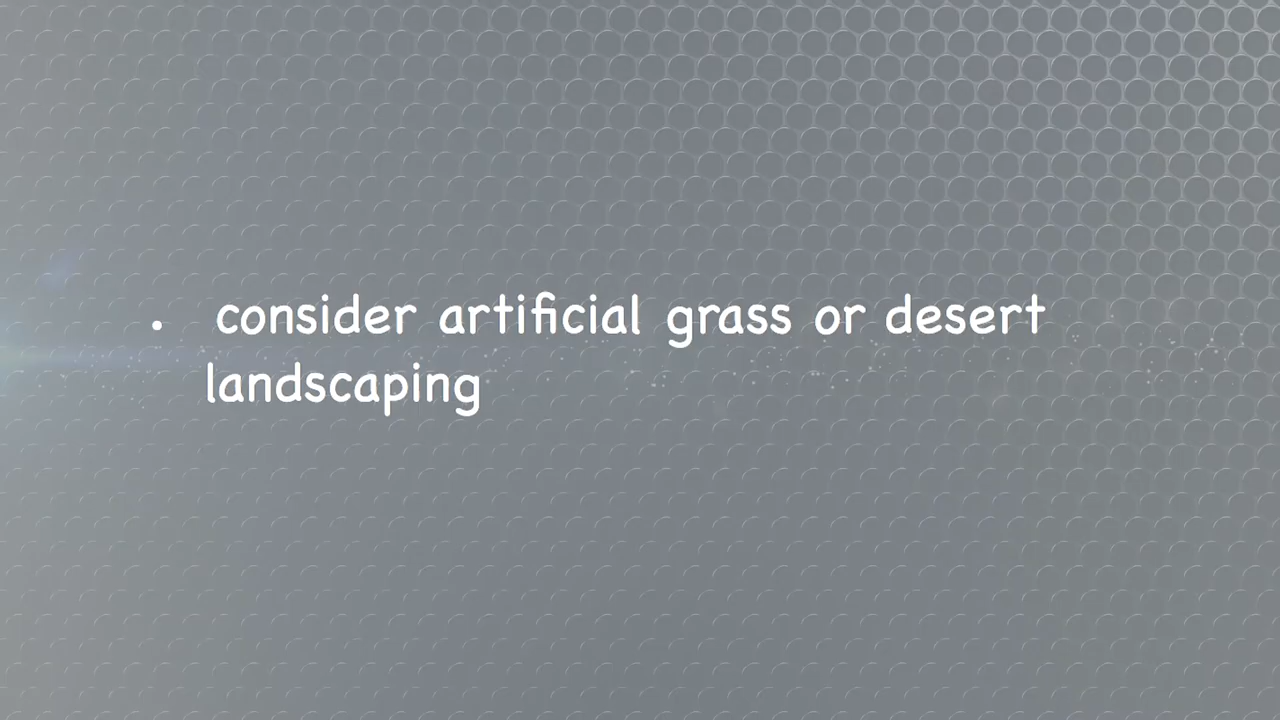 • consider artificial grass or desert
landscaping